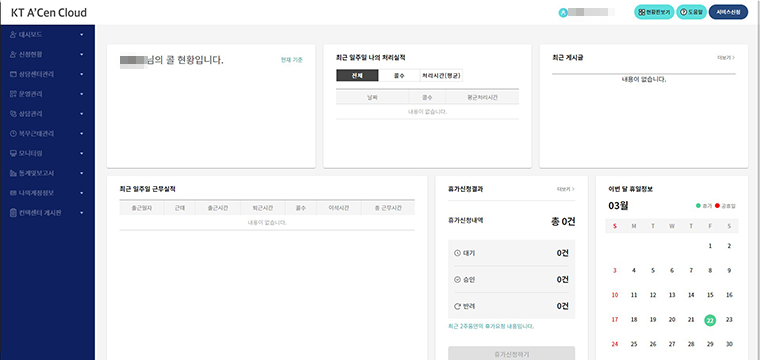 KT A'Cen Cloud
현황판보기
도움말
서비스신청
대시보드
신청현황
상담센터관리
운영관리
상담관리
복무근태관리
모니터링
통계및보고서
나의계정정보
컨택센터 게시판
님의 콜 현황입니다.
현재 기준
최근 일주일 나의 처리실적
전체 콜수 처리시간(평균)
날짜 콜수 평균처리시간
내용이 없습니다.
최근 게시글
더보기 >
내용이 없습니다.
최근 일주일 근무실적
출근일자 근태 출근시간 퇴근시간 콜수 이석시간 총 근무시간
내용이 없습니다.
휴가신청결과
더보기 >
휴가신청내역 총 0건
대기 0건
승인 0건
반려 0건
최근 2주동안의 휴가요청 내용입니다.
휴가신청하기
이번 달 휴일정보
03월
휴가 공휴일
S M T W T F S
1 2
3 4 5 6 7 8 9
10 11 12 13 14 15 16
17 18 19 20 21 22 23
24 25 26 27 28 29 30